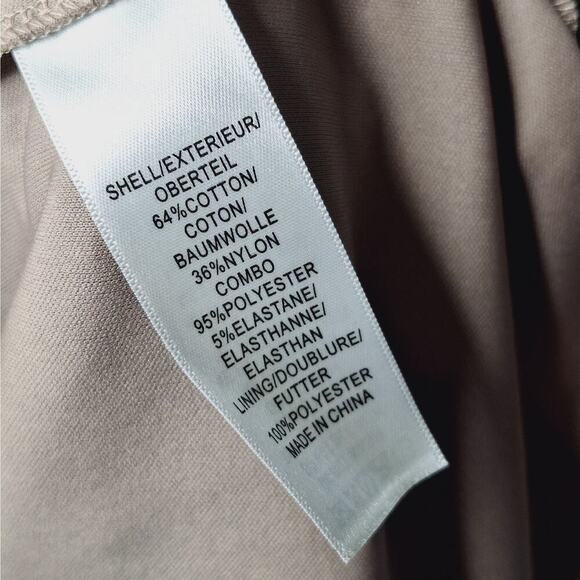 SHELL/EXTERIEUR/
OBERTEIL
64%COTTON/
COTON/
BAUMWOLLE
36%NYLON
COMBO
95%POLYESTER
5%ELASTANE/
ELASTHANNE/
ELASTHAN
LINING/DOUBLURE/
FUTTER
100%POLYESTER
MADE IN CHINA